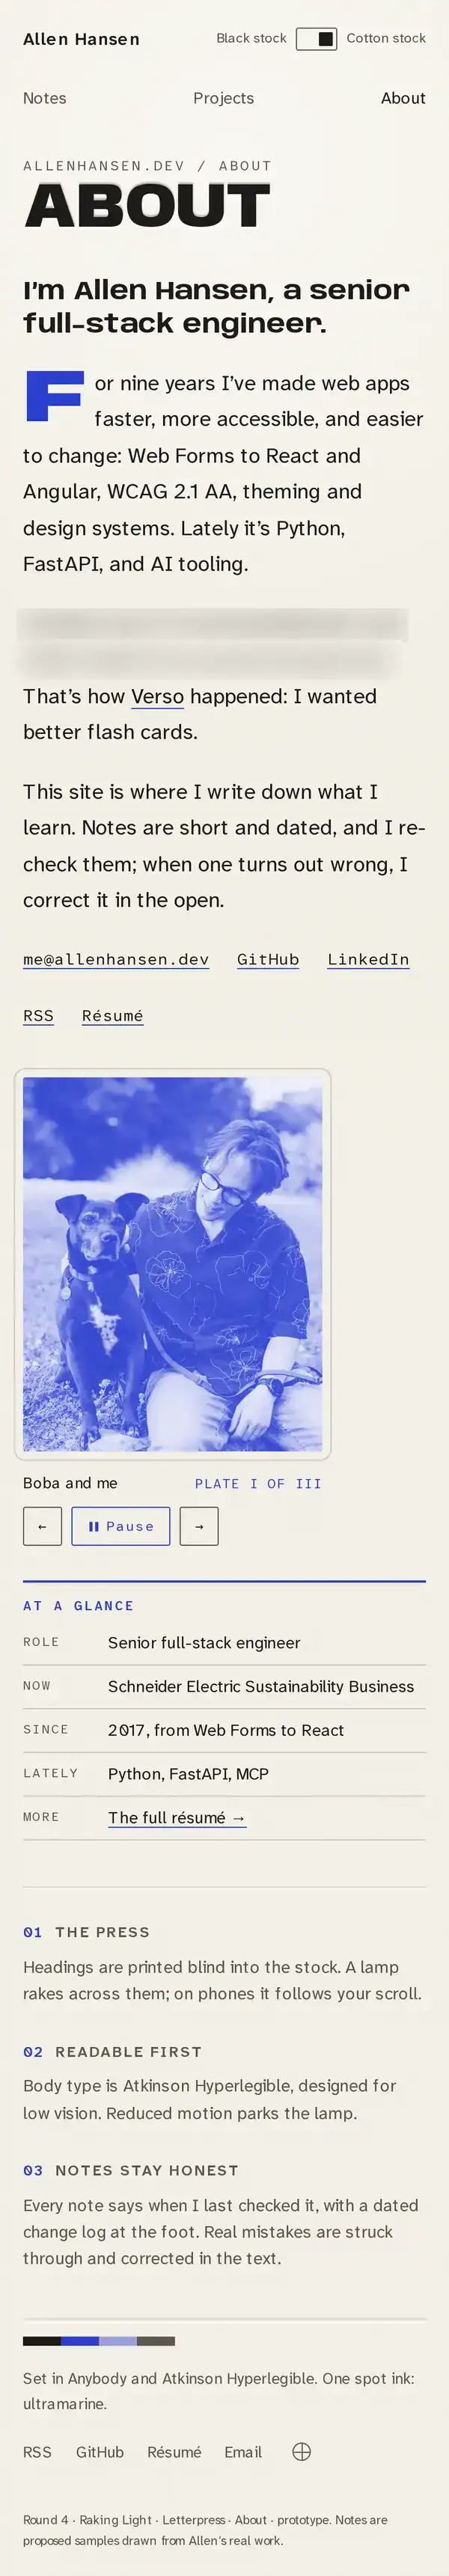 Allen Hansen
Black stock Cotton stock
Notes Projects About
ALLENHANSEN.DEV / ABOUT
ABOUT
I'm Allen Hansen, a senior
full-stack engineer.
For nine years I've made web apps
faster, more accessible, and easier
to change: Web Forms to React and
Angular, WCAG 2.1 AA, theming and
design systems. Lately it's Python,
FastAPI, and AI tooling.
That's how Verso happened: I wanted
better flash cards.
This site is where I write down what I
learn. Notes are short and dated, and I re-
check them; when one turns out wrong, I
correct it in the open.
me@allenhansen.dev GitHub LinkedIn
RSS Résumé
Boba and me PLATE I OF III
← Pause →
AT A GLANCE
ROLE Senior full-stack engineer
NOW Schneider Electric Sustainability Business
SINCE 2017, from Web Forms to React
LATELY Python, FastAPI, MCP
MORE The full résumé →
01 THE PRESS
Headings are printed blind into the stock. A lamp
rakes across them; on phones it follows your scroll.
02 READABLE FIRST
Body type is Atkinson Hyperlegible, designed for
low vision. Reduced motion parks the lamp.
03 NOTES STAY HONEST
Every note says when I last checked it, with a dated
change log at the foot. Real mistakes are struck
through and corrected in the text.
Set in Anybody and Atkinson Hyperlegible. One spot ink:
ultramarine.
RSS GitHub Résumé Email
Round 4 · Raking Light · Letterpress · About · prototype. Notes are
proposed samples drawn from Allen's real work.